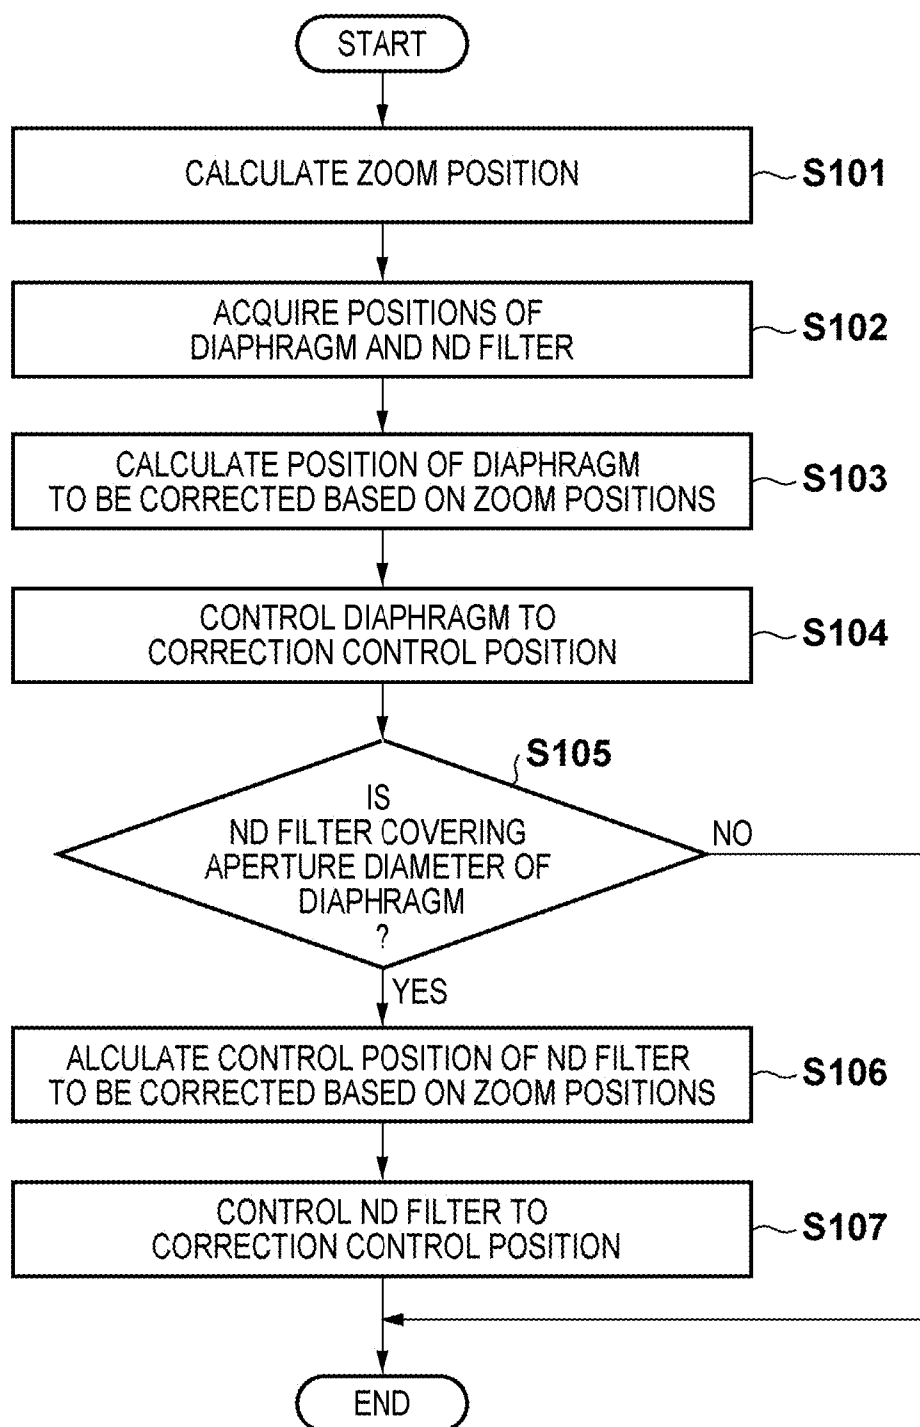 START
CALCULATE ZOOM POSITION
S101
ACQUIRE POSITIONS OF
DIAPHRAGM AND ND FILTER
S102
CALCULATE POSITION OF DIAPHRAGM
TO BE CORRECTED BASED ON ZOOM POSITIONS
S103
CONTROL DIAPHRAGM TO
CORRECTION CONTROL POSITION
S104
S105
IS
ND FILTER COVERING
APERTURE DIAMETER OF
DIAPHRAGM
?
NO
YES
ALCULATE CONTROL POSITION OF ND FILTER
TO BE CORRECTED BASED ON ZOOM POSITIONS
S106
CONTROL ND FILTER TO
CORRECTION CONTROL POSITION
S107
END